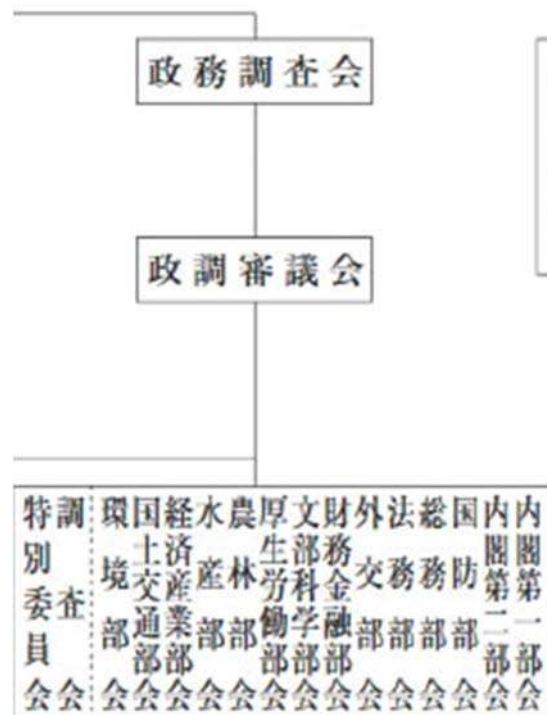 政務調査会
政調審議会
内閣第一部会
内閣第二部会
国防部会
総務部会
法務部会
外交部会
財務金融部会
文部科学部会
厚生労働部会
農林部会
水産部会
経済産業部会
国土交通部会
環境部会
調査会
特別委員会